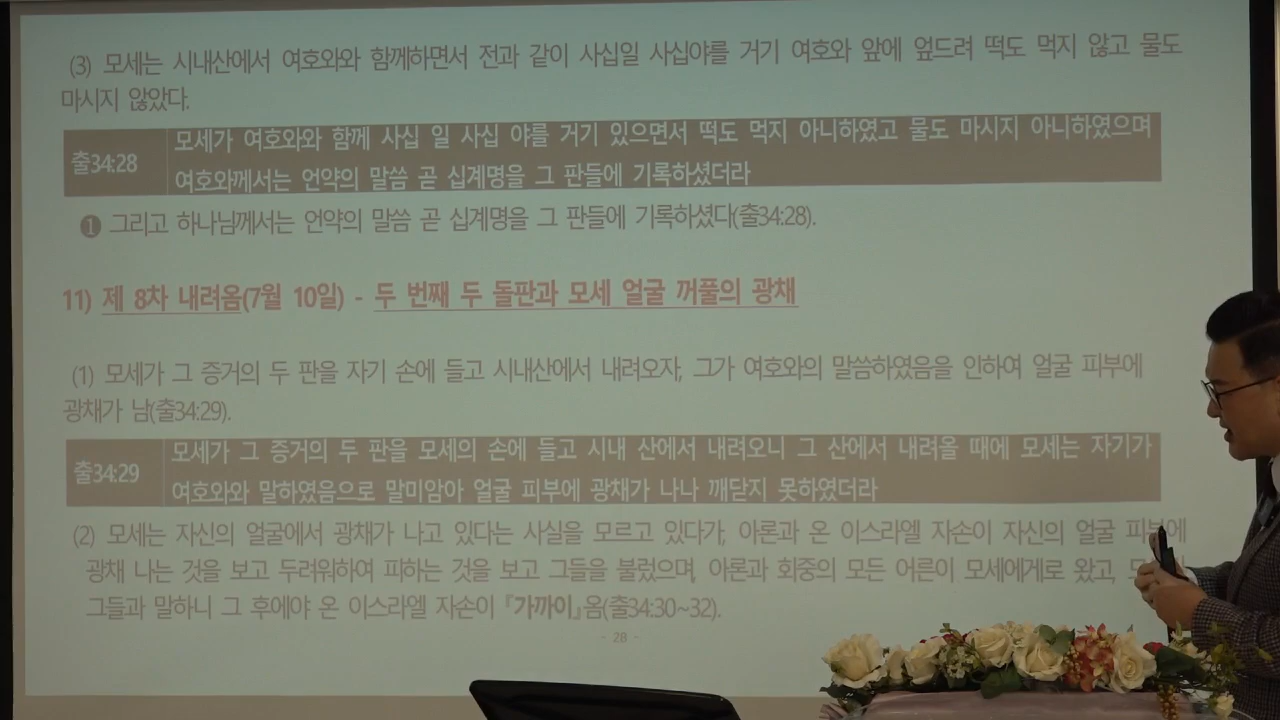 (3) 모세는 시내산에서 여호와와 함께하면서 전과 같이 사십일 사십야를 거기 여호와 앞에 엎드려 떡도 먹지 않고 물도
마시지 않았다.
출34:28
모세가 여호와와 함께 사십 일 사십 야를 거기 있으면서 떡도 먹지 아니하였고 물도 마시지 아니하였으며
여호와께서는 언약의 말씀 곧 십계명을 그 판들에 기록하셨더라
❶ 그리고 하나님께서는 언약의 말씀 곧 십계명을 그 판들에 기록하셨다(출34:28).
11) 제 8차 내려옴(7월 10일) - 두 번째 두 돌판과 모세 얼굴 꺼풀의 광채
(1) 모세가 그 증거의 두 판을 자기 손에 들고 시내산에서 내려오자, 그가 여호와의 말씀하였음을 인하여 얼굴 피부에
광채가 남(출34:29).
출34:29
모세가 그 증거의 두 판을 모세의 손에 들고 시내 산에서 내려오니 그 산에서 내려올 때에 모세는 자기가
여호와와 말하였음으로 말미암아 얼굴 피부에 광채가 나나 깨닫지 못하였더라
(2) 모세는 자신의 얼굴에서 광채가 나고 있다는 사실을 모르고 있다가, 아론과 온 이스라엘 자손이 자신의 얼굴 피부에
광채 나는 것을 보고 두려워하여 피하는 것을 보고 그들을 불렀으며, 아론과 회중의 모든 어른이 모세에게로 왔고,
그들과 말하니 그 후에야 온 이스라엘 자손이 『가까이』옴(출34:30~32).
- 28 -